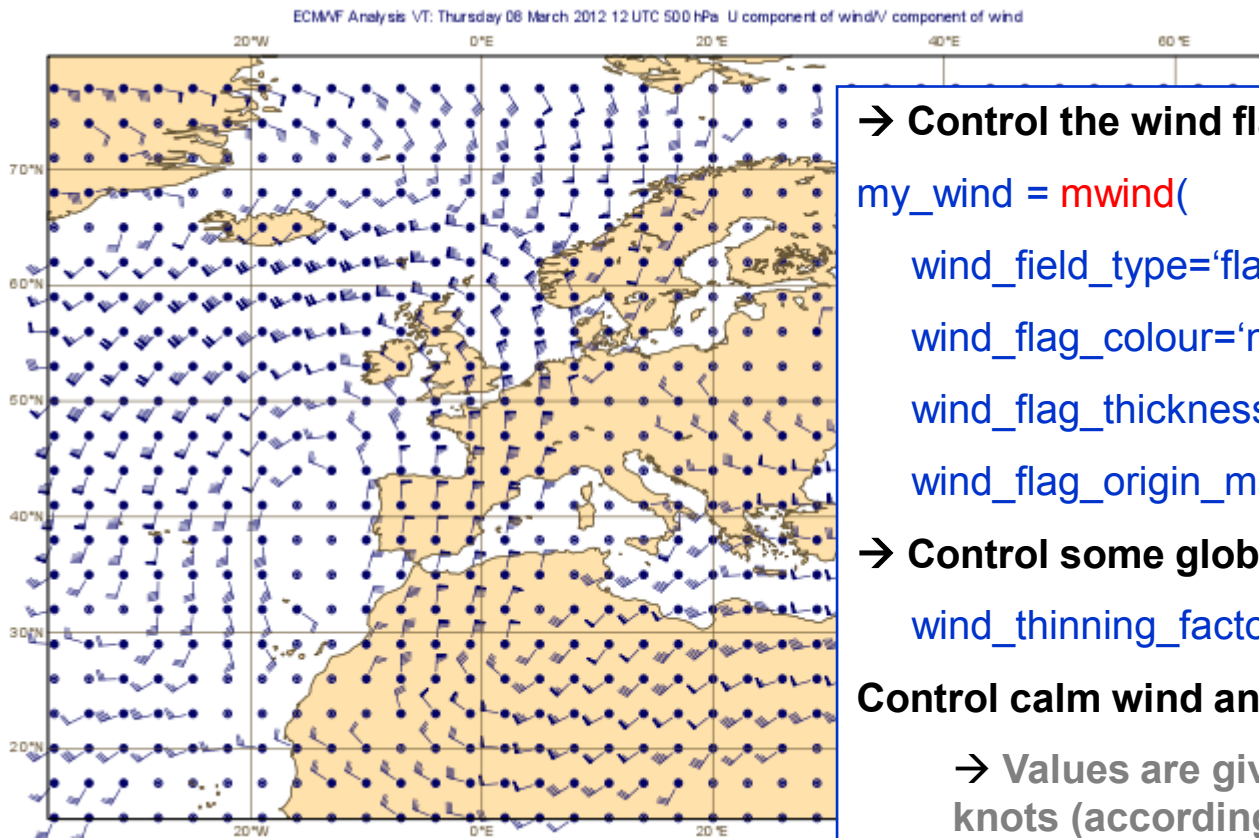 ECMWF Analysis VT: Thursday 08 March 2012 12 UTC 500 hPa U component of wind/V component of wind
20°W 0°E 20°E 40°E 60°E
70°N
60°N
50°N
40°N
30°N
20°N
20°W 0°E 20°E
→ Control the wind fla
my_wind = mwind(
wind_field_type=‘fla
wind_flag_colour=‘n
wind_flag_thickness
wind_flag_origin_m
→ Control some glob
wind_thinning_facto
Control calm wind an
→ Values are giv
knots (according